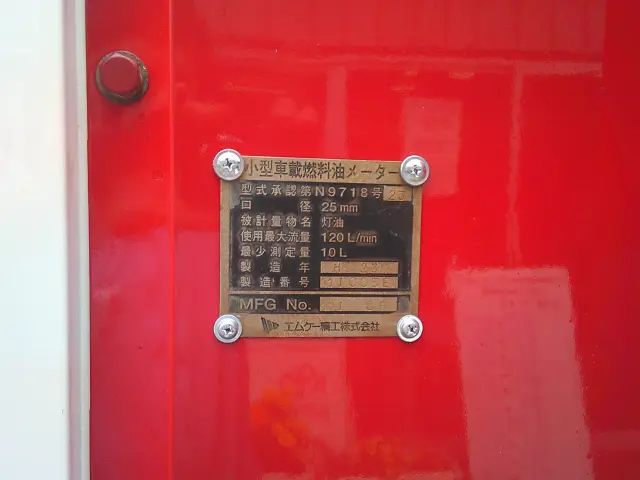 小型車載燃料油メーター
型式承認第N9718号
口 径 25mm
被計量物名 灯油
使用最大流量 120L/min
最少測定量 10L
製造年
製造番号
MFG No.
エムケー精工株式会社